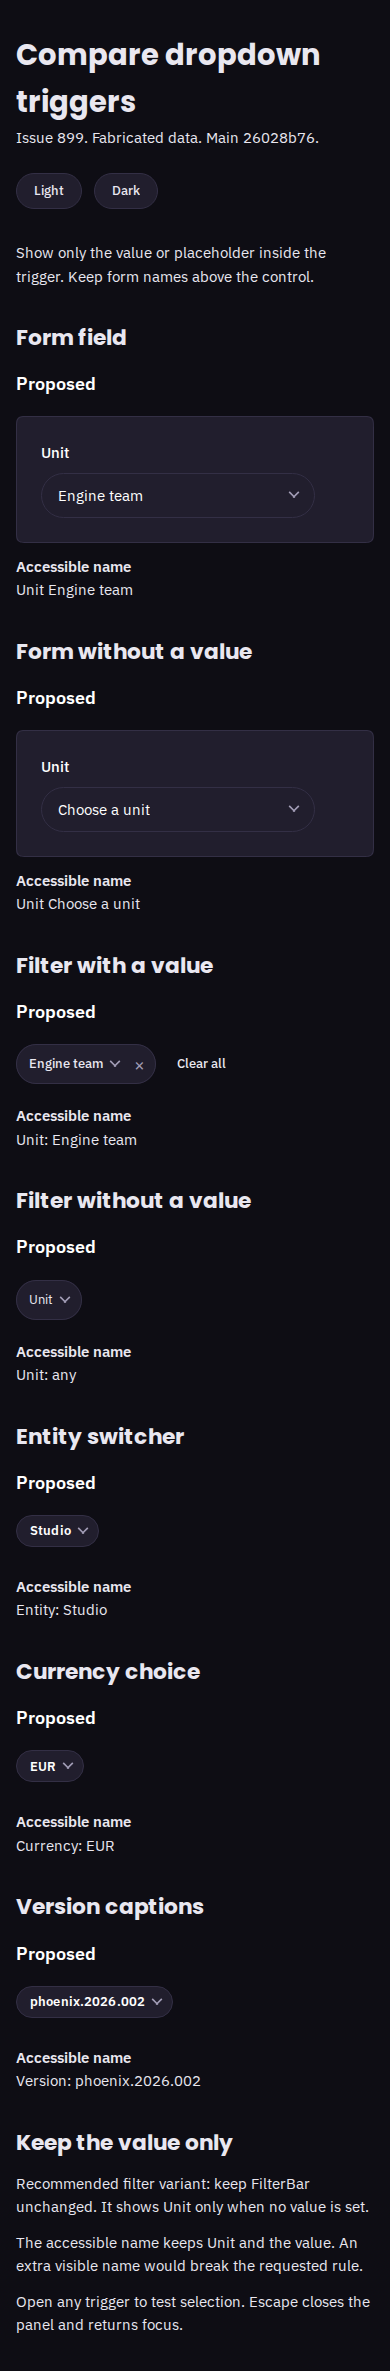 Compare dropdown
triggers
Issue 899. Fabricated data. Main 26028b76.
Light
Dark
Show only the value or placeholder inside the
trigger. Keep form names above the control.
Form field
Proposed
Unit
Engine team
Accessible name
Unit Engine team
Form without a value
Proposed
Unit
Choose a unit
Accessible name
Unit Choose a unit
Filter with a value
Proposed
Engine team × Clear all
Accessible name
Unit: Engine team
Filter without a value
Proposed
Unit
Accessible name
Unit: any
Entity switcher
Proposed
Studio
Accessible name
Entity: Studio
Currency choice
Proposed
EUR
Accessible name
Currency: EUR
Version captions
Proposed
phoenix.2026.002
Accessible name
Version: phoenix.2026.002
Keep the value only
Recommended filter variant: keep FilterBar
unchanged. It shows Unit only when no value is set.
The accessible name keeps Unit and the value. An
extra visible name would break the requested rule.
Open any trigger to test selection. Escape closes the
panel and returns focus.